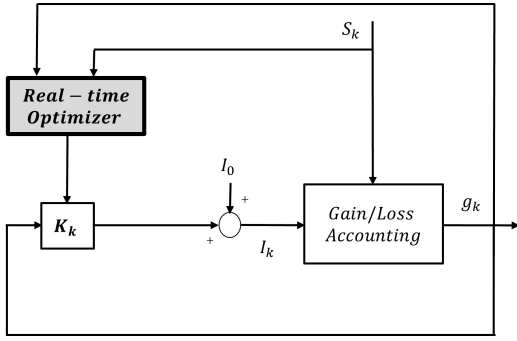 S_k
Real − time
Optimizer
I_0
+
K_k
Gain/Loss
Accounting
g_k
+
I_k